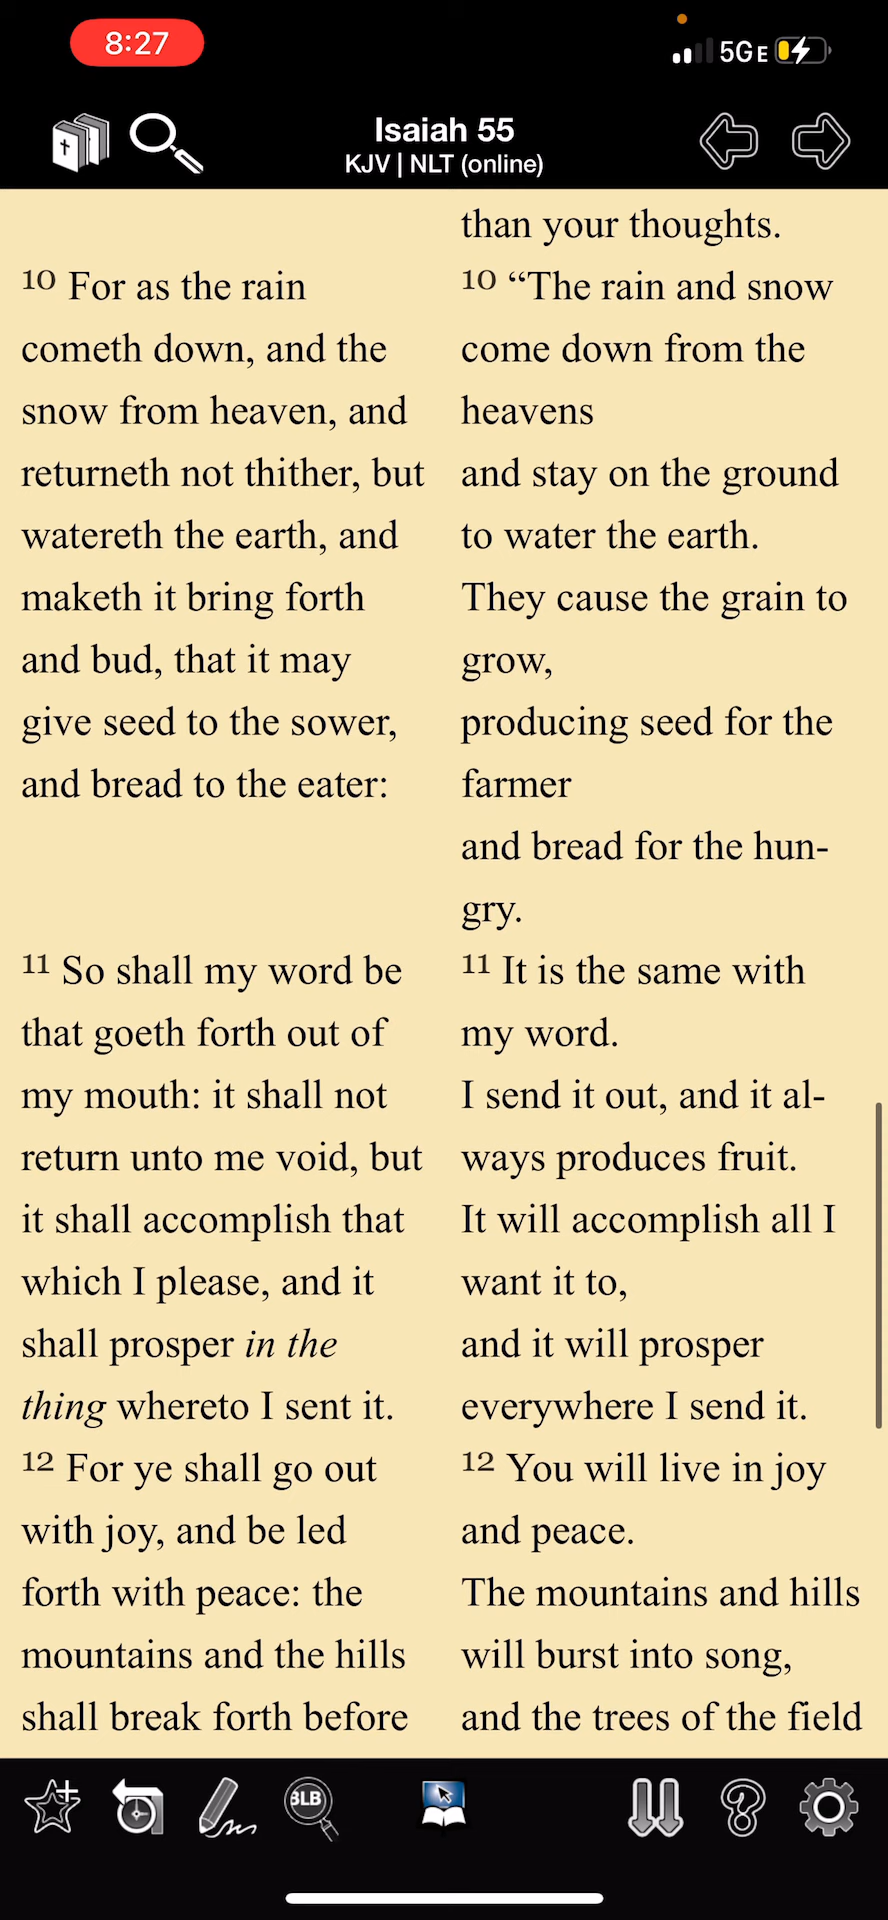 8:27
5GE
Isaiah 55
KJV | NLT (online)
10 For as the rain
cometh down, and the
snow from heaven, and
returneth not thither, but
watereth the earth, and
maketh it bring forth
and bud, that it may
give seed to the sower,
and bread to the eater:
11 So shall my word be
that goeth forth out of
my mouth: it shall not
return unto me void, but
it shall accomplish that
which I please, and it
shall prosper in the
thing whereto I sent it.
12 For ye shall go out
with joy, and be led
forth with peace: the
mountains and the hills
shall break forth before
than your thoughts.
10 “The rain and snow
come down from the
heavens
and stay on the ground
to water the earth.
They cause the grain to
grow,
producing seed for the
farmer
and bread for the hun-
gry.
11 It is the same with
my word.
I send it out, and it al-
ways produces fruit.
It will accomplish all I
want it to,
and it will prosper
everywhere I send it.
12 You will live in joy
and peace.
The mountains and hills
will burst into song,
and the trees of the field
BLB